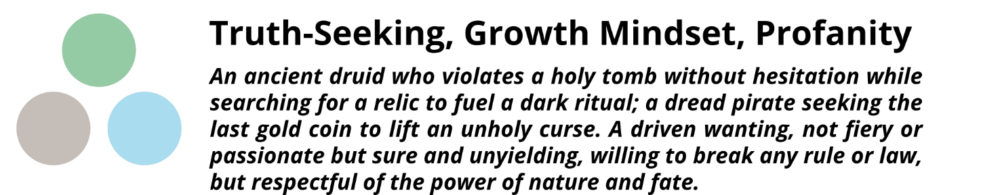 Truth-Seeking, Growth Mindset, Profanity
An ancient druid who violates a holy tomb without hesitation while
searching for a relic to fuel a dark ritual; a dread pirate seeking the
last gold coin to lift an unholy curse. A driven wanting, not fiery or
passionate but sure and unyielding, willing to break any rule or law,
but respectful of the power of nature and fate.